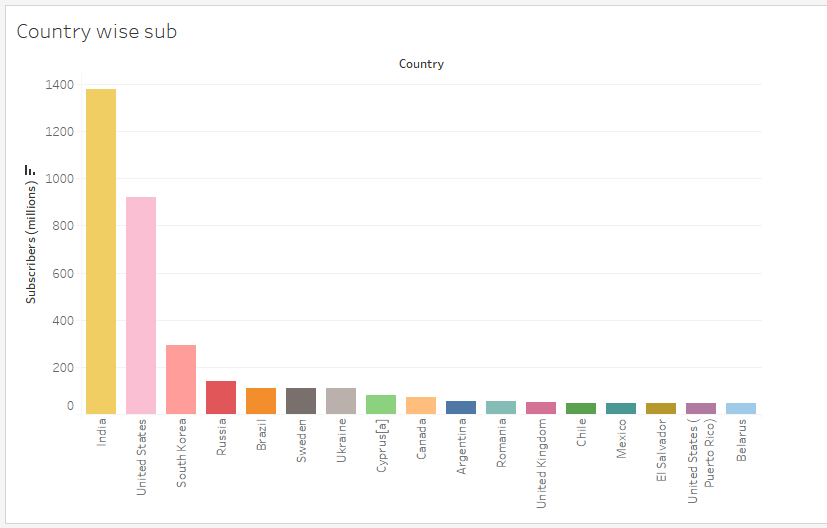 Country wise sub
Country
Subscribers (millions)
1400
1200
1000
800
600
400
200
0
India
United States
South Korea
Russia
Brazil
Sweden
Ukraine
Cyprus[a]
Canada
Argentina
Romania
United Kingdom
Chile
Mexico
El Salvador
United States (
Puerto Rico)
Belarus